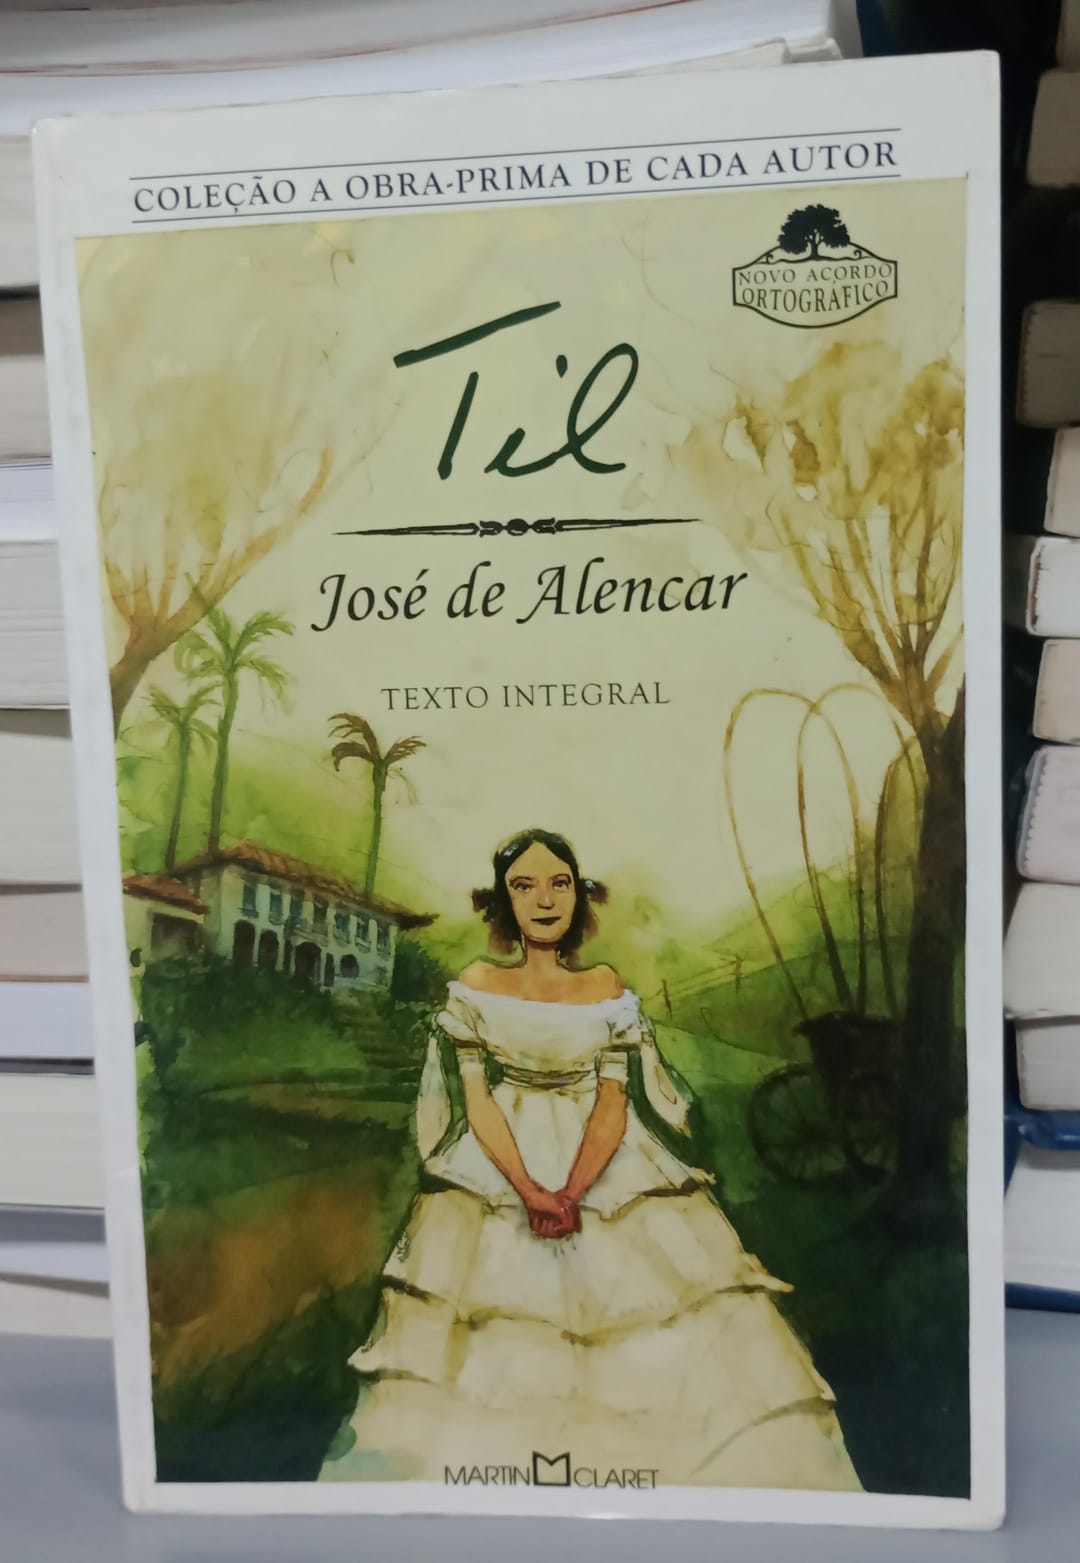 COLEÇÃO A OBRA-PRIMA DE CADA AUTOR
NOVO ACORDO
ORTOGRÁFICO
Til
José de Alencar
TEXTO INTEGRAL
MARTIN CLARET